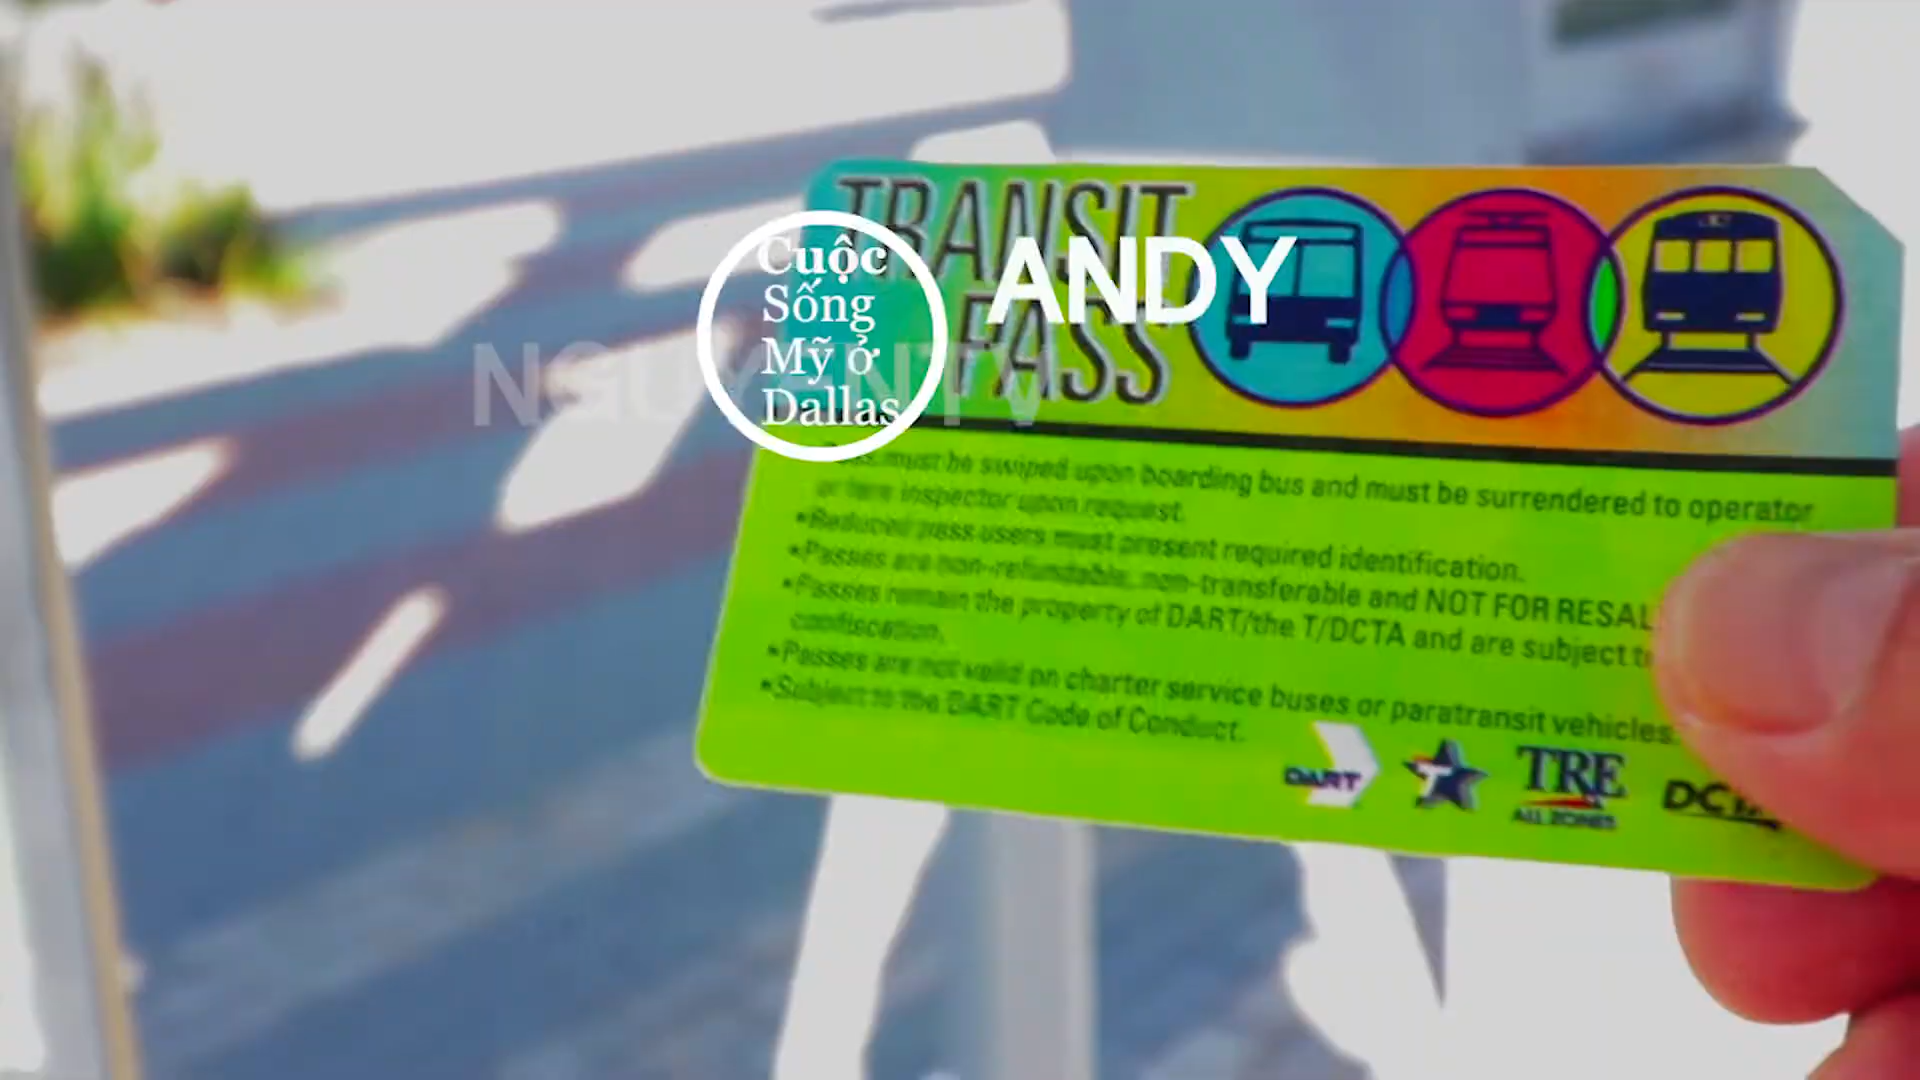 TRANSIT
PASS
Cuộc
Sống
Mỹ ở
Dallas
ANDY
NGUYENTV
must be swiped upon boarding bus and must be surrendered to operator
or fare inspector upon request.
•Reduced pass users must present required identification.
•Passes are non-refundable, non-transferable and NOT FOR RESAL
•Passes remain the property of DART/the T/DCTA and are subject to
confiscation.
•Passes are not valid on charter service buses or paratransit vehicles.
•Subject to the DART Code of Conduct.
DART
T
TRE
ALL ZONES
DCTA